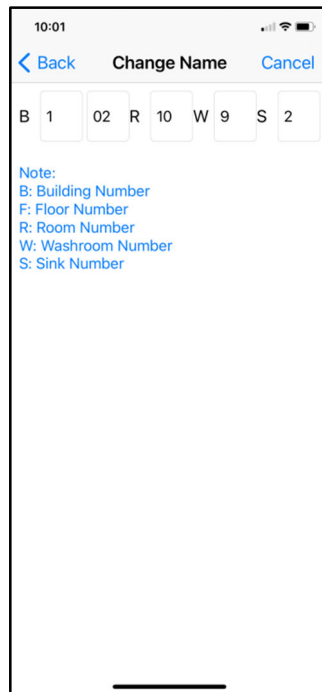 10:01
Back Change Name Cancel
B 1 02 R 10 W 9 S 2
Note:
B: Building Number
F: Floor Number
R: Room Number
W: Washroom Number
S: Sink Number